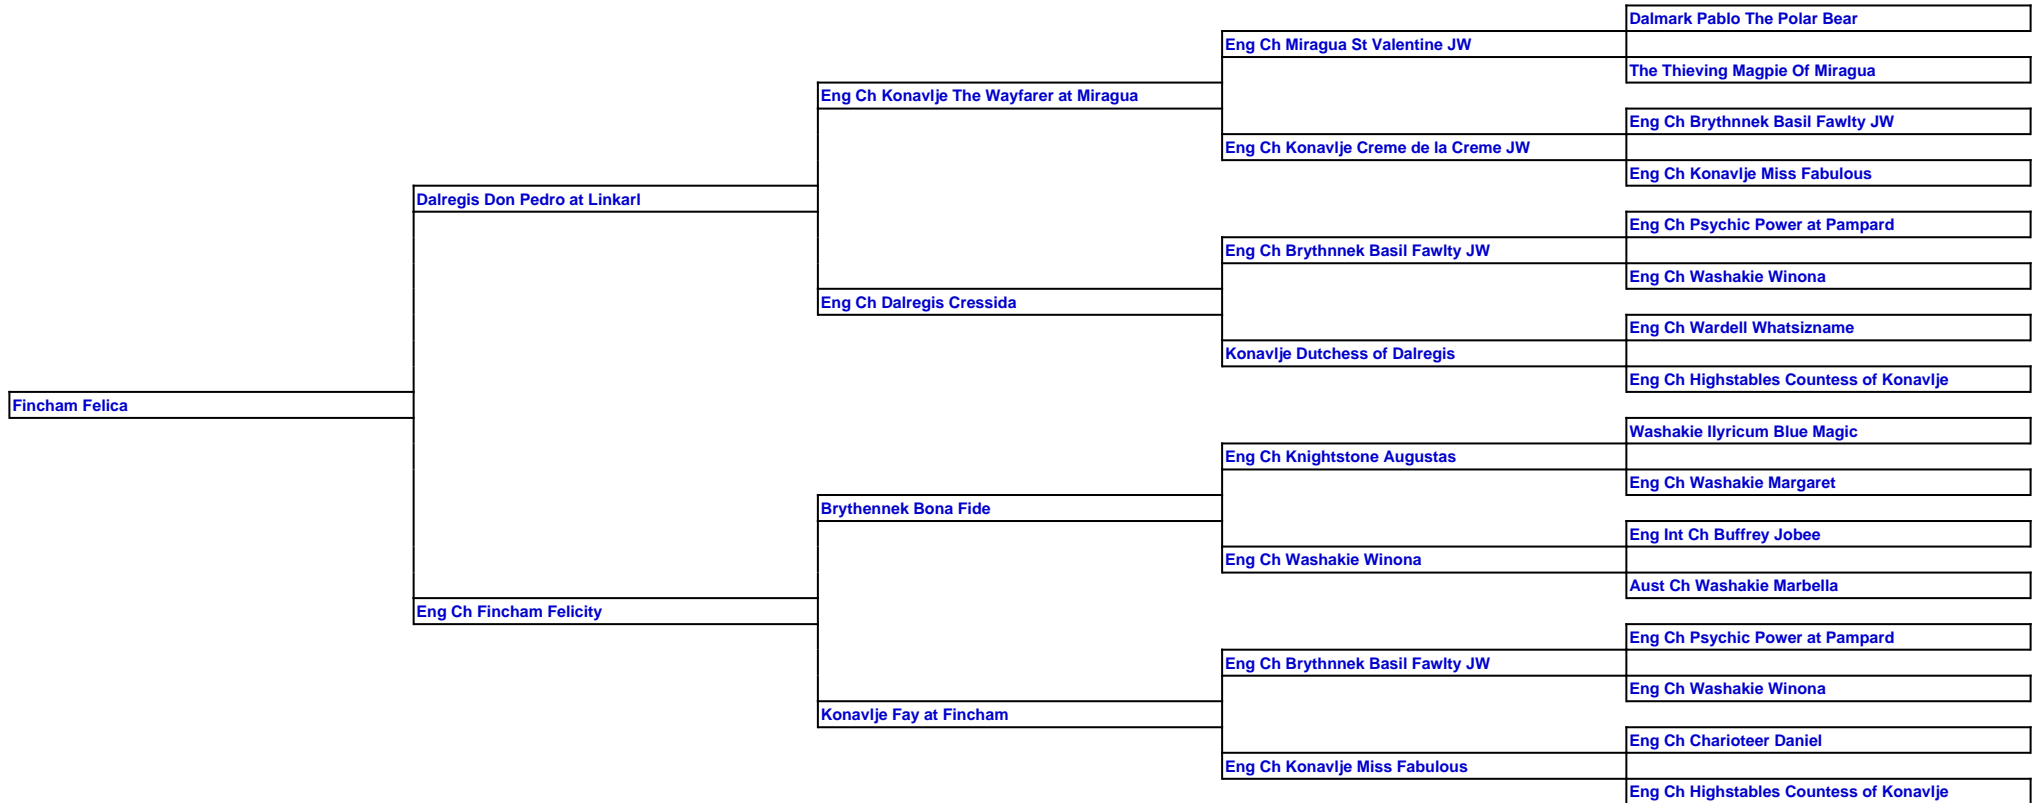 Dalmark Pablo The Polar Bear
Eng Ch Miragua St Valentine JW
The Thieving Magpie Of Miragua
Eng Ch Konavlje The Wayfarer at Miragua
Eng Ch Brythnnek Basil Fawlty JW
Eng Ch Konavlje Creme de la Creme JW
Eng Ch Konavlje Miss Fabulous
Dalregis Don Pedro at Linkarl
Eng Ch Psychic Power at Pampard
Eng Ch Brythnnek Basil Fawlty JW
Eng Ch Washakie Winona
Eng Ch Dalregis Cressida
Eng Ch Wardell Whatsizname
Konavlje Dutchess of Dalregis
Eng Ch Highstables Countess of Konavlje
Fincham Felica
Washakie Ilyricum Blue Magic
Eng Ch Knightstone Augustas
Eng Ch Washakie Margaret
Brythennek Bona Fide
Eng Int Ch Buffrey Jobee
Eng Ch Washakie Winona
Aust Ch Washakie Marbella
Eng Ch Fincham Felicity
Eng Ch Psychic Power at Pampard
Eng Ch Brythnnek Basil Fawlty JW
Eng Ch Washakie Winona
Konavlje Fay at Fincham
Eng Ch Charioteer Daniel
Eng Ch Konavlje Miss Fabulous
Eng Ch Highstables Countess of Konavlje